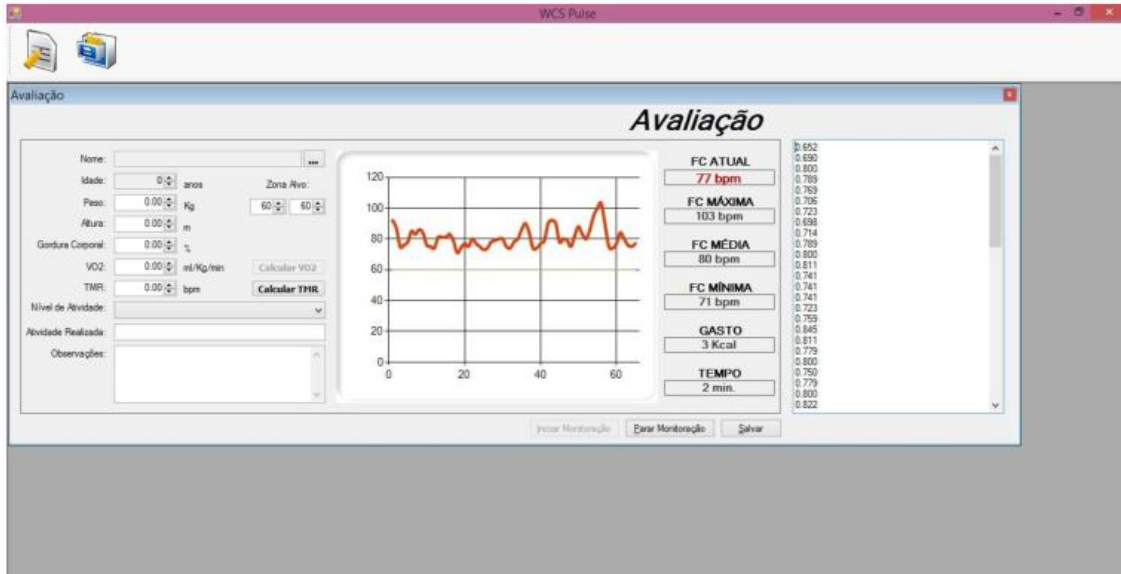 WCS Pulse
Avaliação
Avaliação
Nome: ...
Idade: 0 anos Zona Alvo:
Peso: 0.00 Kg 60 60
Altura: 0.00 m
Gordura Corporal: 0.00 %
VO2: 0.00 ml/Kg/min Calcular VO2
TMR: 0.00 bpm Calcular TMR
Nível de Atividade:
Atividade Realizada:
Observações:
120
100
80
60
40
20
0
0 20 40 60
FC ATUAL
77 bpm
FC MÁXIMA
103 bpm
FC MÉDIA
80 bpm
FC MÍNIMA
71 bpm
GASTO
3 Kcal
TEMPO
2 min.
0.652
0.690
0.800
0.789
0.769
0.706
0.723
0.698
0.714
0.789
0.800
0.811
0.741
0.741
0.741
0.723
0.759
0.845
0.811
0.779
0.800
0.750
0.779
0.800
0.822
Iniciar Monitoração Parar Monitoração Salvar